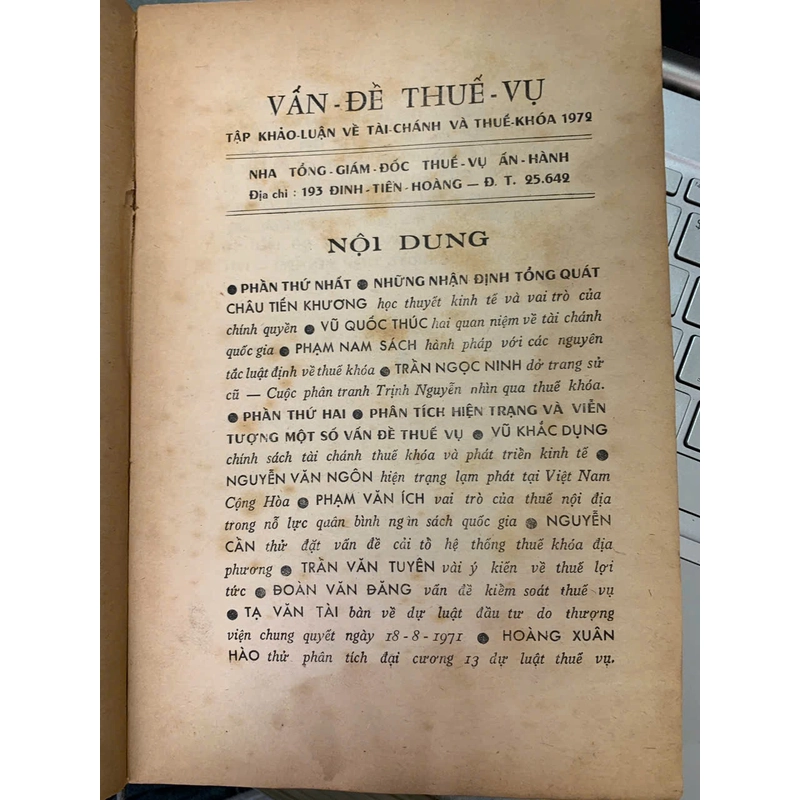 VẤN-ĐỀ THUẾ-VỤ
TẬP KHẢO-LUẬN VỀ TÀI-CHÁNH VÀ THUẾ-KHÓA 1972
NHA TỔNG-GIÁM-ĐỐC THUẾ-VỤ ẤN-HÀNH
Địa chỉ : 193 ĐINH-TIÊN-HOÀNG — Đ. T. 25.642
NỘI DUNG
● PHẦN THỨ NHẤT ● NHỮNG NHẬN ĐỊNH TỔNG QUÁT
CHÂU TIẾN KHƯƠNG học thuyết kinh tế và vai trò của
chính quyền ● VŨ QUỐC THÚC hai quan niệm về tài chánh
quốc gia ● PHẠM NAM SÁCH hành pháp với các nguyên
tắc luật định về thuế khóa ● TRẦN NGỌC NINH dở trang sử
cũ — Cuộc phân tranh Trịnh Nguyễn nhìn qua thuế khóa.
● PHẦN THỨ HAI ● PHÂN TÍCH HIỆN TRẠNG VÀ VIỄN
TƯỢNG MỘT SỐ VẤN ĐỀ THUẾ VỤ ● VŨ KHẮC DỤNG
chính sách tài chánh thuế khóa và phát triển kinh tế ●
NGUYỄN VĂN NGÔN hiện trạng lạm phát tại Việt Nam
Cộng Hòa ● PHẠM VĂN ÍCH vai trò của thuế nội địa
trong nỗ lực quân bình ngân sách quốc gia ● NGUYỄN
CẦN thử đặt vấn đề cải tổ hệ thống thuế khóa địa
phương ● TRẦN VĂN TUYÊN vài ý kiến về thuế lợi
tức ● ĐOÀN VĂN ĐẰNG vấn đề kiểm soát thuế vụ
● TẠ VĂN TÀI bàn về dự luật đầu tư do thượng
viện chung quyết ngày 18-8-1971 ● HOÀNG XUÂN
HÀO thử phân tích đại cương 13 dự luật thuế vụ.